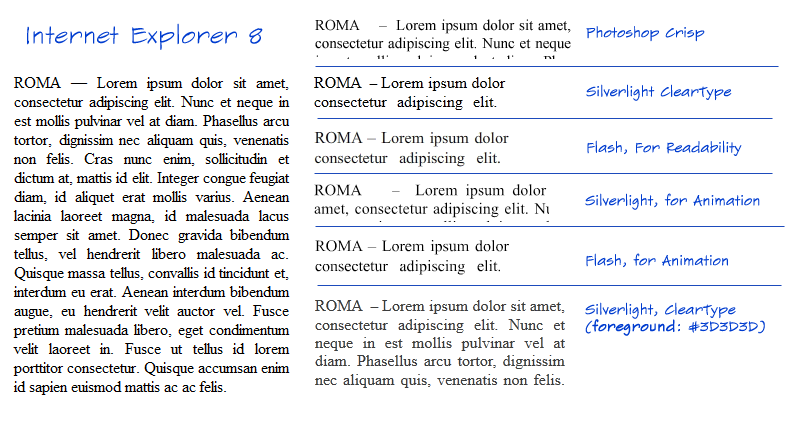 Internet Explorer 8
ROMA — Lorem ipsum dolor sit amet,
consectetur adipiscing elit. Nunc et neque in
est mollis pulvinar vel at diam. Phasellus arcu
tortor, dignissim nec aliquam quis, venenatis
non felis. Cras nunc enim, sollicitudin et
dictum at, mattis id elit. Integer congue feugiat
diam, id aliquet erat mollis varius. Aenean
lacinia laoreet magna, id malesuada lacus
semper sit amet. Donec gravida bibendum
tellus, vel hendrerit libero malesuada ac.
Quisque massa tellus, convallis id tincidunt et,
interdum eu erat. Aenean interdum bibendum
augue, eu hendrerit velit auctor vel. Fusce
pretium malesuada libero, eget condimentum
velit laoreet in. Fusce ut tellus id lorem
porttitor consectetur. Quisque accumsan enim
id sapien euismod mattis ac ac felis.
ROMA – Lorem ipsum dolor sit amet,
consectetur adipiscing elit. Nunc et neque
Photoshop Crisp
ROMA – Lorem ipsum dolor
consectetur adipiscing elit.
Silverlight ClearType
ROMA – Lorem ipsum dolor
consectetur adipiscing elit.
Flash, For Readability
ROMA – Lorem ipsum dolor
amet, consectetur adipiscing elit. Nu
Silverlight, for Animation
ROMA – Lorem ipsum dolor
consectetur adipiscing elit.
Flash, for Animation
ROMA – Lorem ipsum dolor sit amet,
consectetur adipiscing elit. Nunc et
neque in est mollis pulvinar vel at
diam. Phasellus arcu tortor, dignissim
nec aliquam quis, venenatis non felis.
Silverlight, ClearType
(foreground: #3D3D3D)